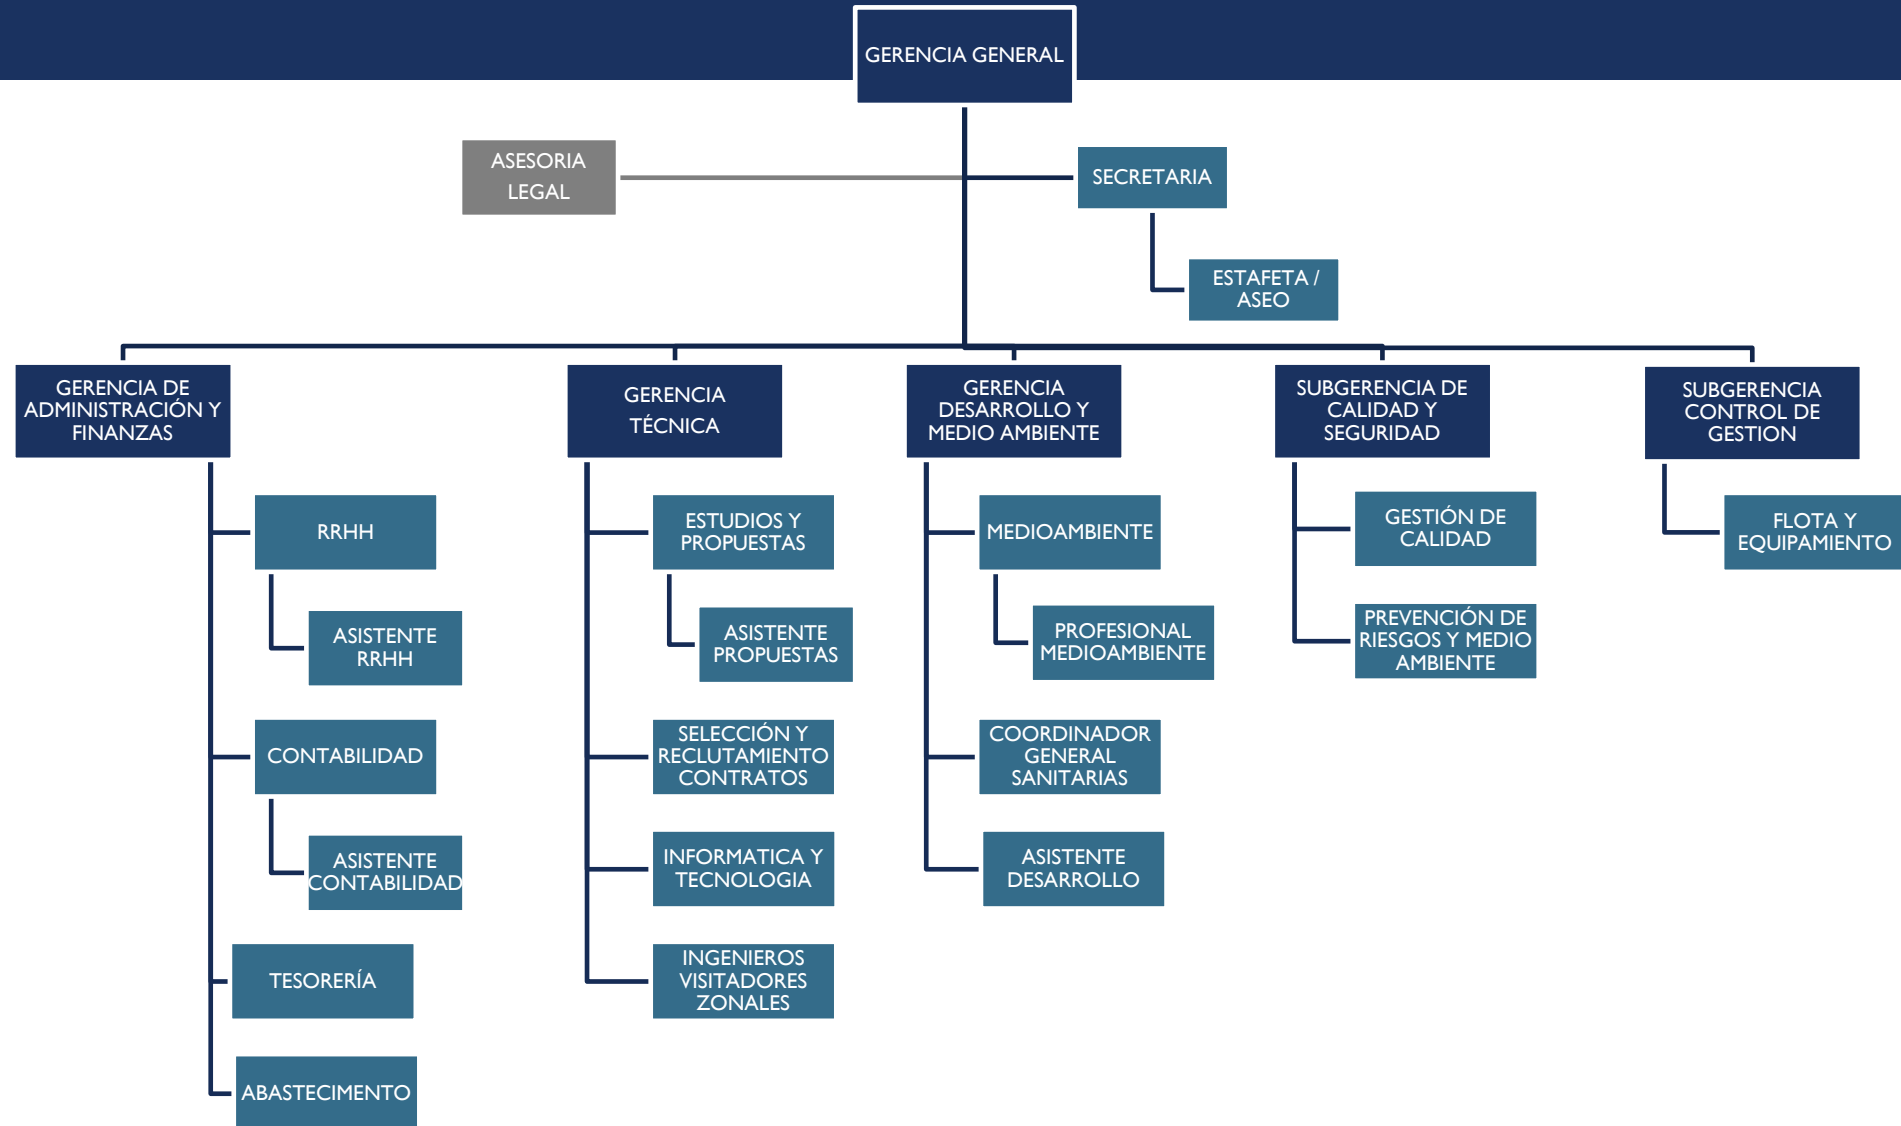 GERENCIA GENERAL
ASESORIA
LEGAL
SECRETARIA
ESTAFETA /
ASEO
GERENCIA DE
ADMINISTRACIÓN Y
FINANZAS
RRHH
ASISTENTE
RRHH
CONTABILIDAD
ASISTENTE
CONTABILIDAD
TESORERÍA
ABASTECIMENTO
GERENCIA
TÉCNICA
ESTUDIOS Y
PROPUESTAS
ASISTENTE
PROPUESTAS
SELECCIÓN Y
RECLUTAMIENTO
CONTRATOS
INFORMATICA Y
TECNOLOGIA
INGENIEROS
VISITADORES
ZONALES
GERENCIA
DESARROLLO Y
MEDIO AMBIENTE
MEDIOAMBIENTE
PROFESIONAL
MEDIOAMBIENTE
COORDINADOR
GENERAL
SANITARIAS
ASISTENTE
DESARROLLO
SUBGERENCIA DE
CALIDAD Y
SEGURIDAD
GESTIÓN DE
CALIDAD
PREVENCIÓN DE
RIESGOS Y MEDIO
AMBIENTE
SUBGERENCIA
CONTROL DE
GESTION
FLOTA Y
EQUIPAMIENTO